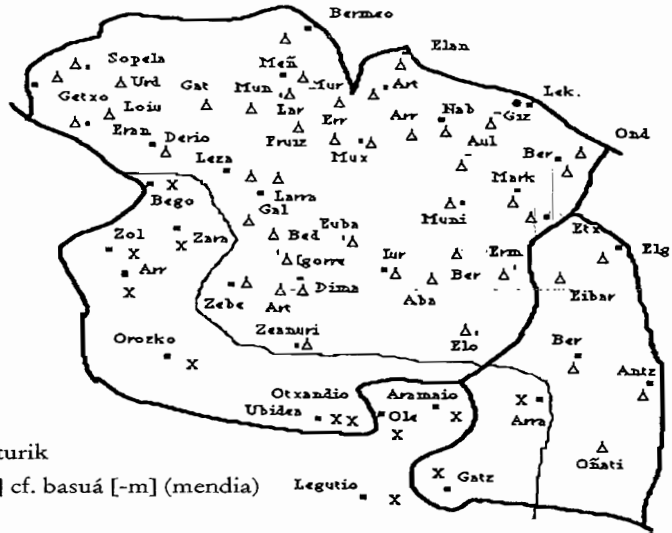 Bermeo
Elan
Sopela
Meñ
Urd
Gat
Mun
Mur
Art
Getxo
Loiu
Lar
Err
Arr
Nab
Giz
Lek.
Eran
Derio
Fruiz
Mux
Aul
Ond
Leza
Ber
Larra
Mark
Bego
Gal
Muni
Etx
Zol
Zara
Bed
Euba
Elg
Arr
Igorre
Iur
Erm
Zebe
Dima
Aba
Ber
Eibar
Art
Orozko
Zeanuri
Elo
Ber
Antz
Otxandio
Aramaio
Ubidea
Ole
Arra
turik
Oñati
] cf. basuá [-m] (mendia)
Legutio
Gatz